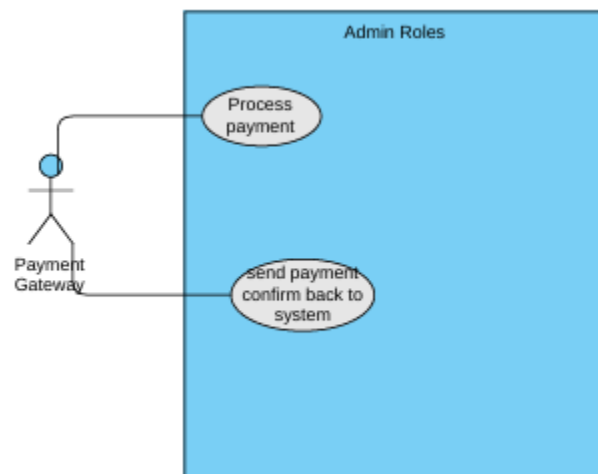 Admin Roles
Process
payment
Payment
Gateway
send payment
confirm back to
system